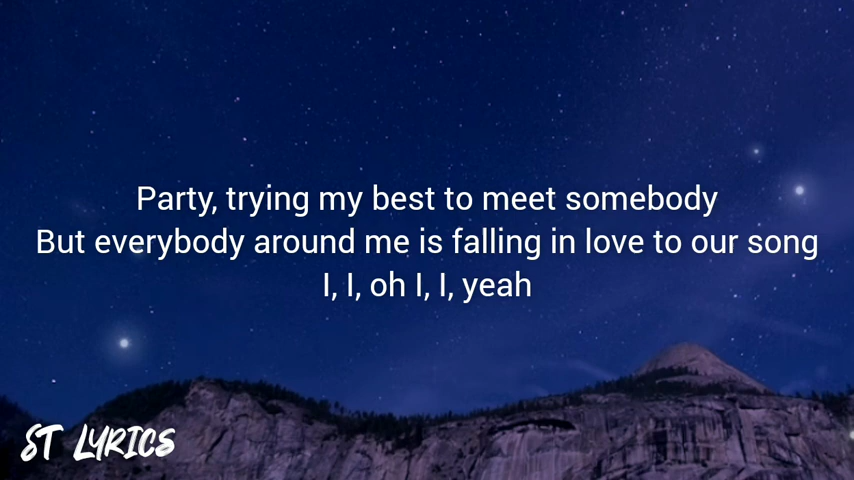 Party, trying my best to meet somebody
But everybody around me is falling in love to our song
I, I, oh I, I, yeah
ST LYRICS